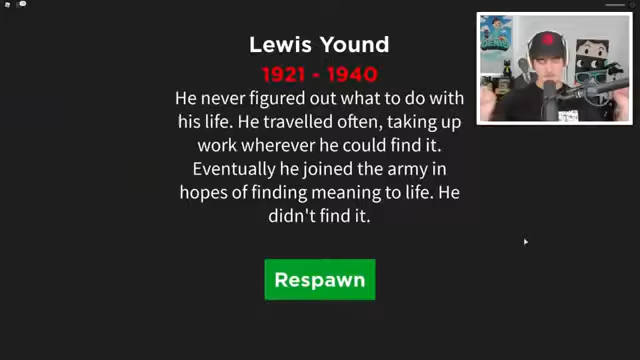 Lewis Yound
1921 - 1940
He never figured out what to do with
his life. He travelled often, taking up
work wherever he could find it.
Eventually he joined the army in
hopes of finding meaning to life. He
didn't find it.
Respawn